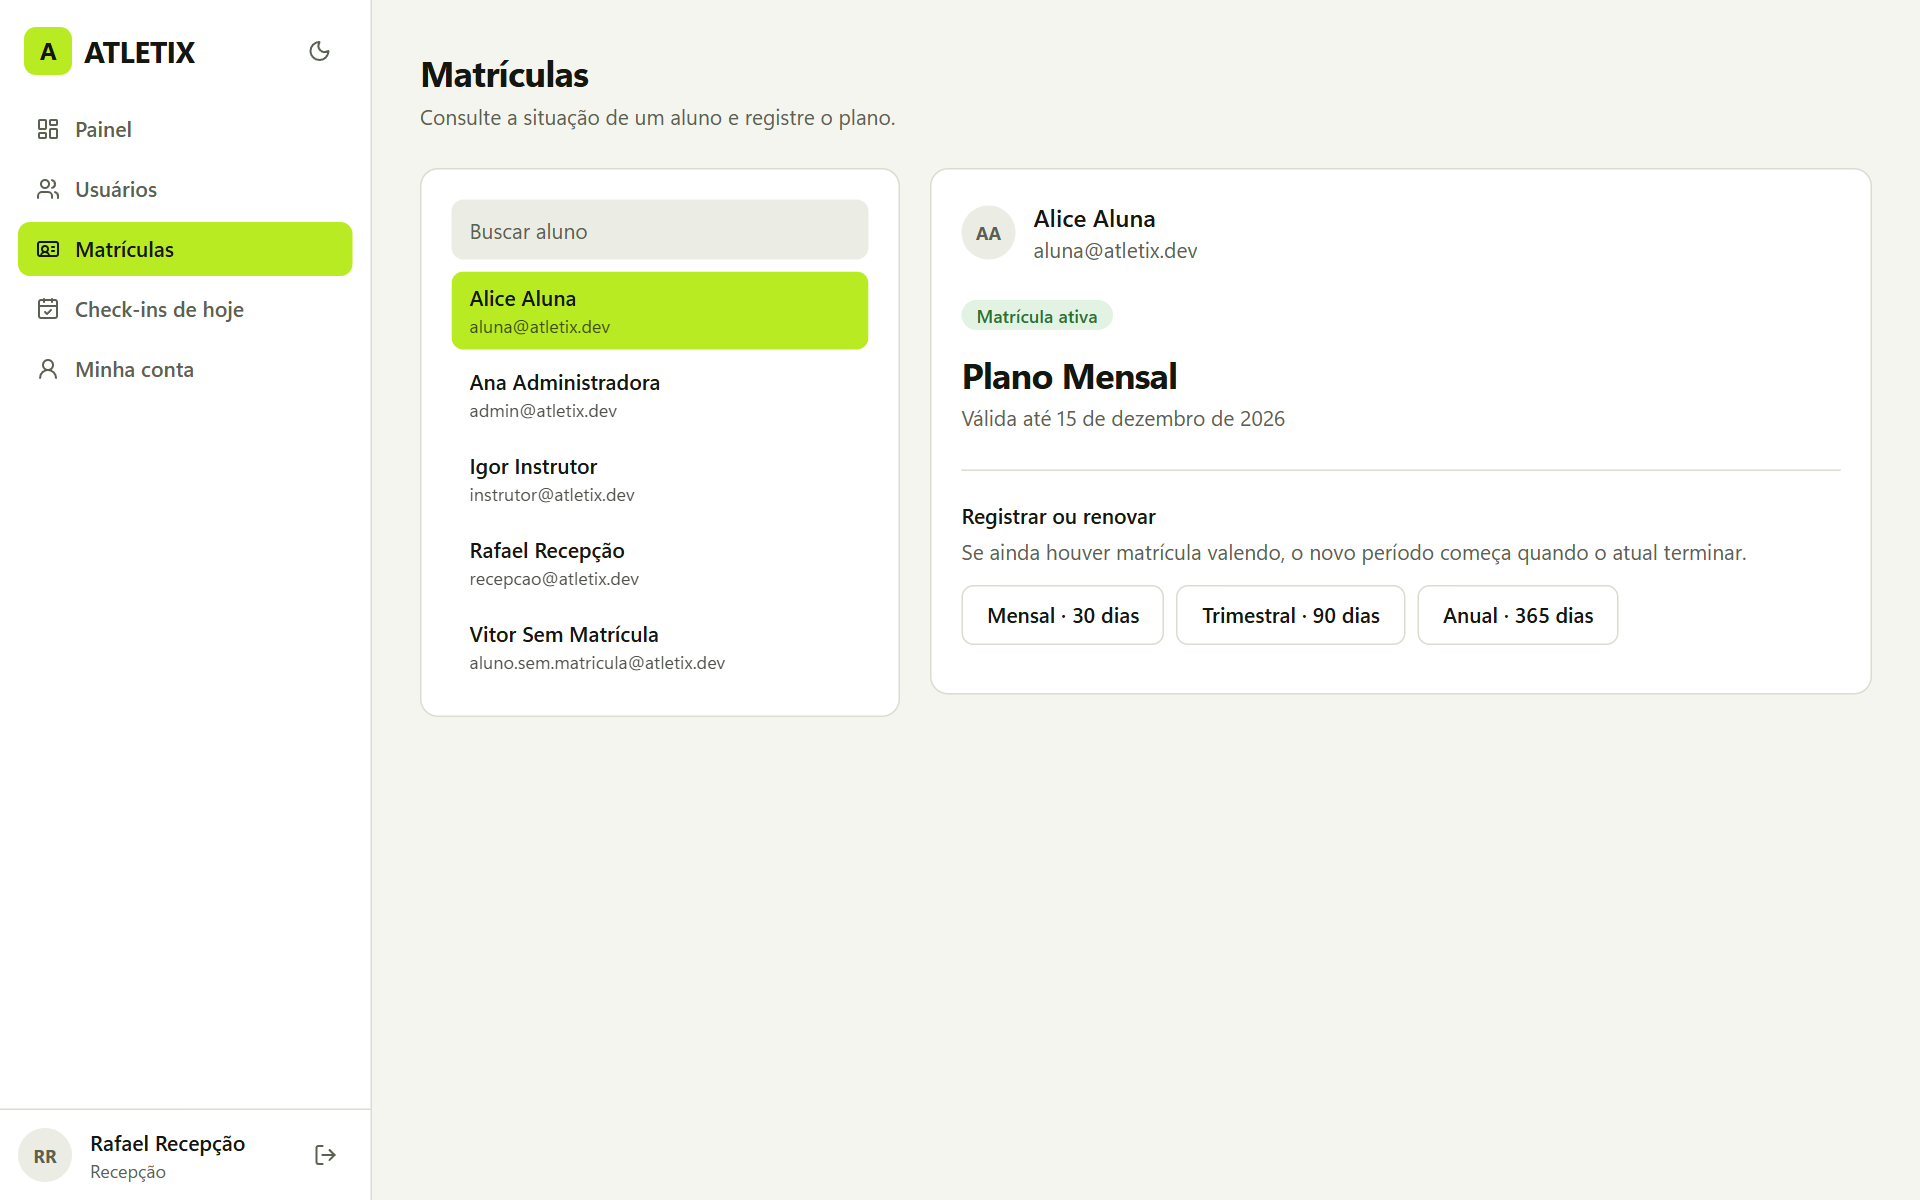 A ATLETIX
Painel
Usuários
Matrículas
Check-ins de hoje
Minha conta
RR
Rafael Recepção
Recepção
Matrículas
Consulte a situação de um aluno e registre o plano.
Buscar aluno
Alice Aluna
aluna@atletix.dev
Ana Administradora
admin@atletix.dev
Igor Instrutor
instrutor@atletix.dev
Rafael Recepção
recepcao@atletix.dev
Vitor Sem Matrícula
aluno.sem.matricula@atletix.dev
AA
Alice Aluna
aluna@atletix.dev
Matrícula ativa
Plano Mensal
Válida até 15 de dezembro de 2026
Registrar ou renovar
Se ainda houver matrícula valendo, o novo período começa quando o atual terminar.
Mensal · 30 dias
Trimestral · 90 dias
Anual · 365 dias